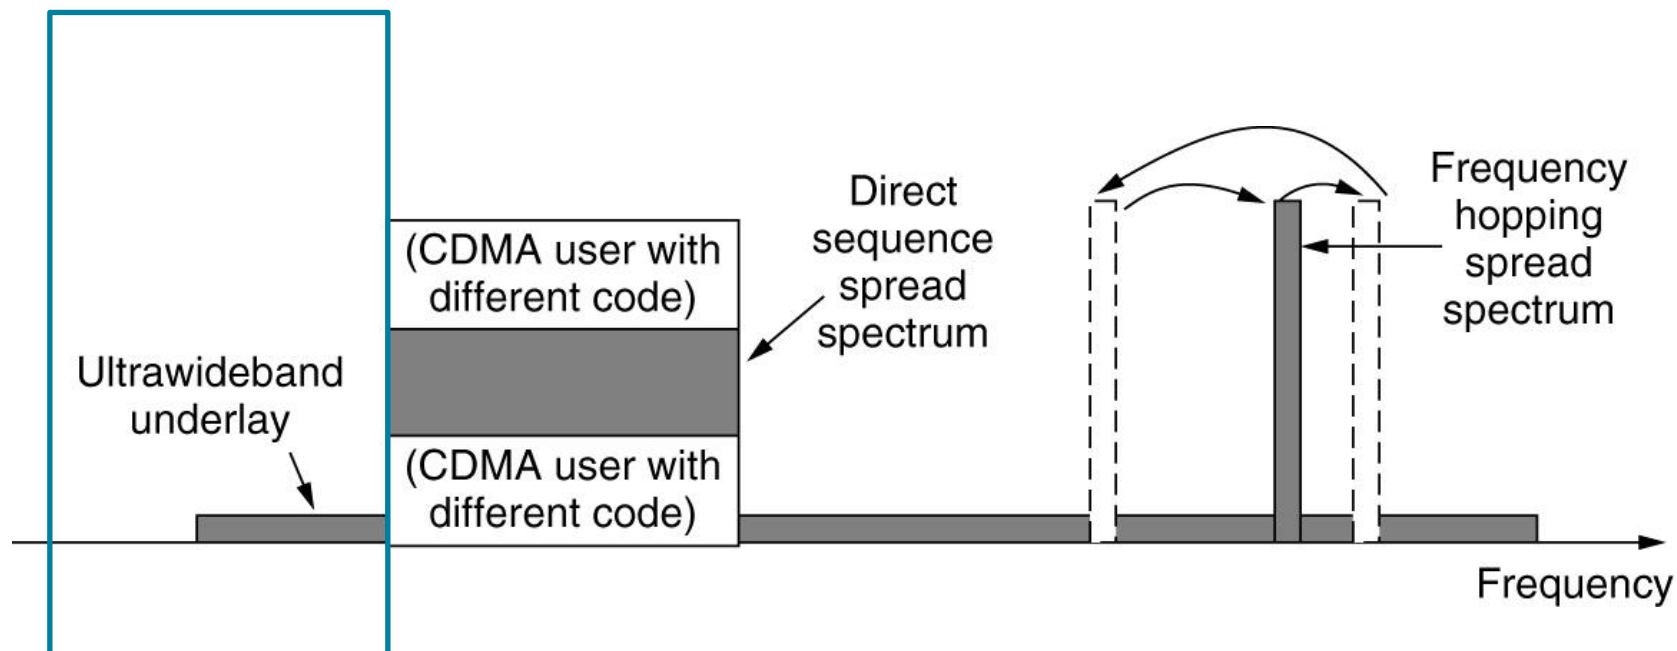 Ultrawideband
underlay
(CDMA user with
different code)
(CDMA user with
different code)
Direct
sequence
spread
spectrum
Frequency
hopping
spread
spectrum
Frequency